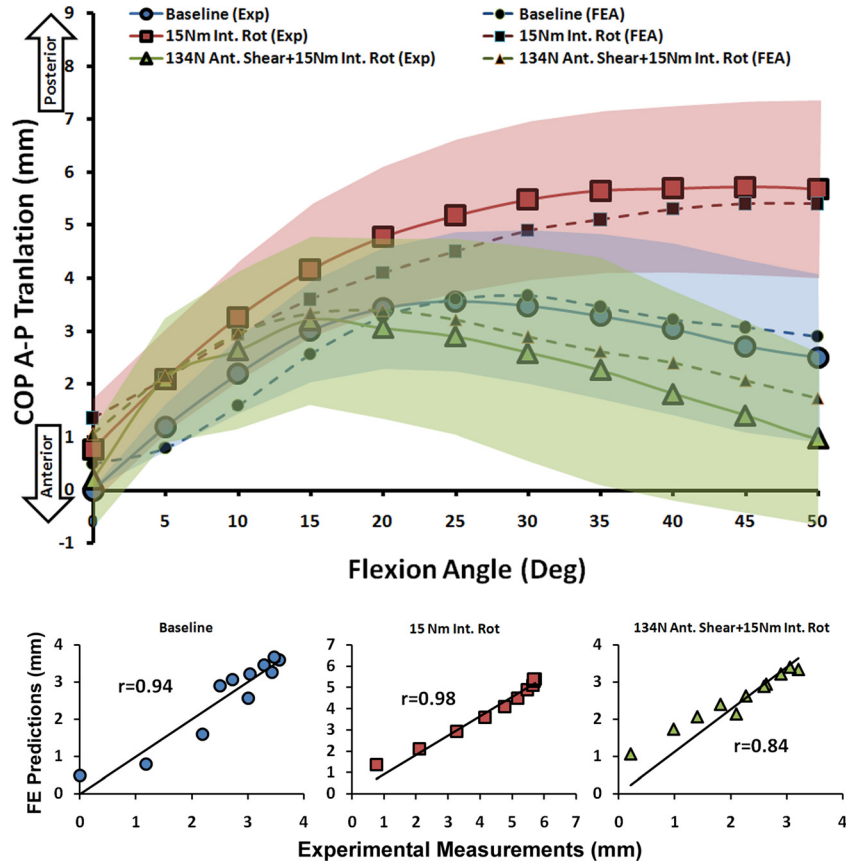 Baseline (Exp) Baseline (FEA)
15Nm Int. Rot (Exp) 15Nm Int. Rot (FEA)
134N Ant. Shear+15Nm Int. Rot (Exp) 134N Ant. Shear+15Nm Int. Rot (FEA)
Posterior
Anterior
COP A-P Tranlation (mm)
9
8
7
6
5
4
3
2
1
0
-1
0 5 10 15 20 25 30 35 40 45 50
Flexion Angle (Deg)
Baseline
15 Nm Int. Rot
134N Ant. Shear+15Nm Int. Rot
FE Predictions (mm)
4
3
2
1
0
r=0.94
0 1 2 3 4
7
6
5
4
3
2
1
0
r=0.98
0 1 2 3 4 5 6 7
4
3
2
1
0
r=0.84
0 1 2 3 4
Experimental Measurements (mm)